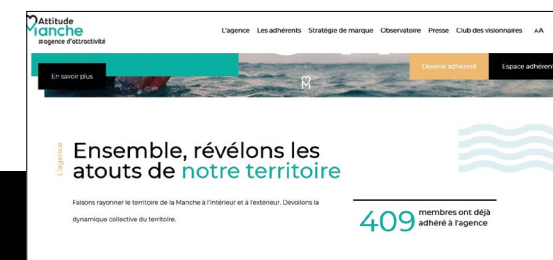 Attitude
Manche
#agence d'attractivité
L'agence Les adhérents Stratégie de marque Observatoire Presse Club des visionnaires AA
En savoir plus
Devenir adhérent
Espace adhérent
L'agence
Ensemble, révélons les
atouts de notre territoire
Faisons rayonner le territoire de la Manche à l'intérieur et à l'extérieur. Dévoilons la
dynamique collective du territoire.
409 membres ont déjà
adhéré à l'agence